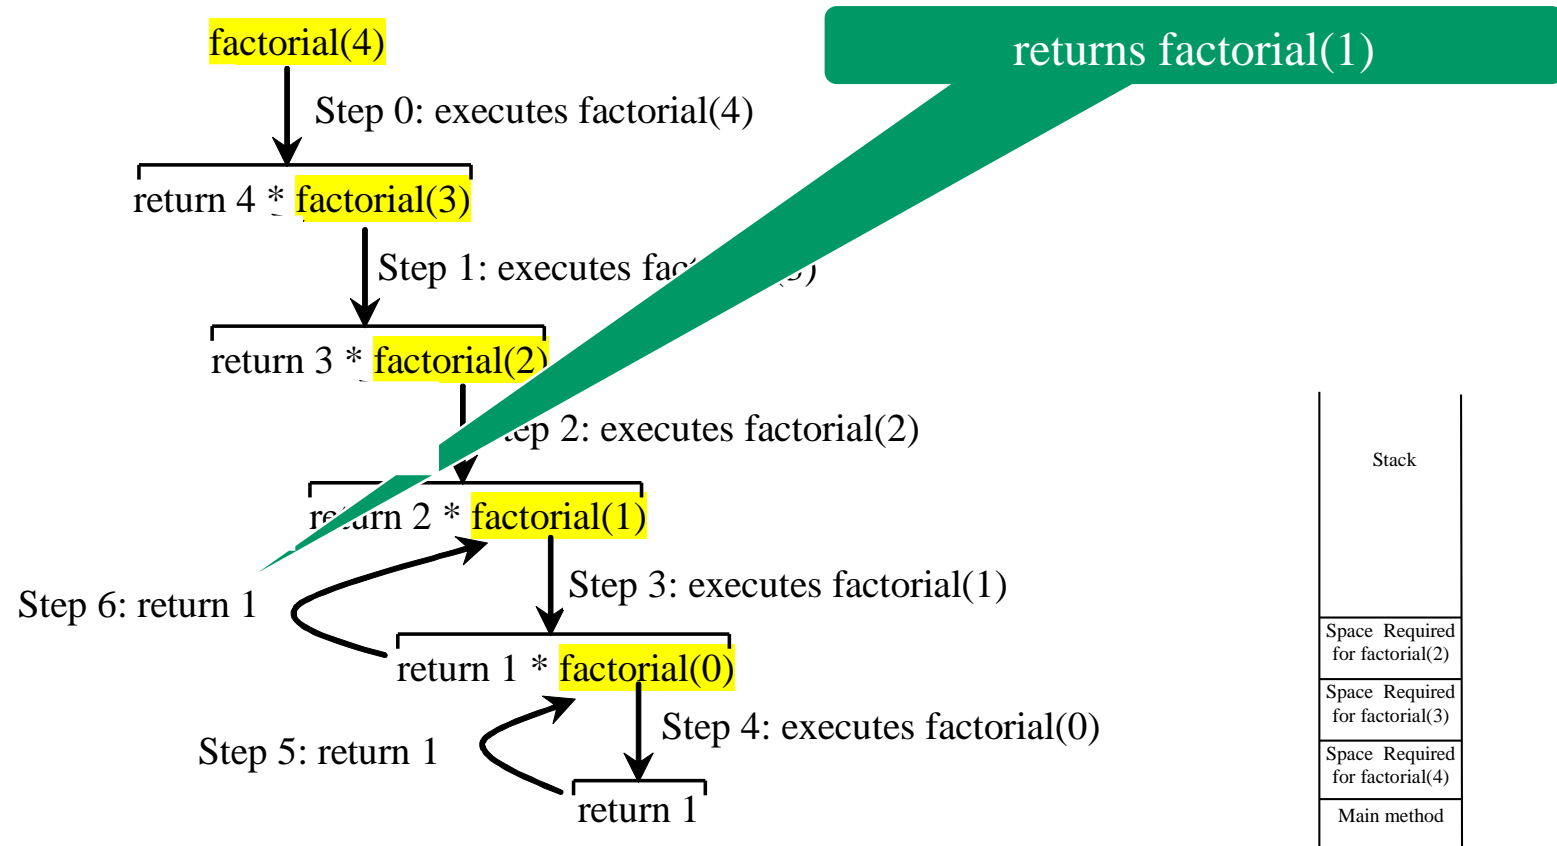 factorial(4)
returns factorial(1)
Step 0: executes factorial(4)
return 4 * factorial(3)
Step 1: executes
return 3 * factorial(2)
2: executes factorial(2)
return 2 * factorial(1)
Step 3: executes factorial(1)
Step 6: return 1
return 1 * factorial(0)
Step 4: executes factorial(0)
Step 5: return 1
return 1
Stack
Space Required
for factorial(2)
Space Required
for factorial(3)
Space Required
for factorial(4)
Main method